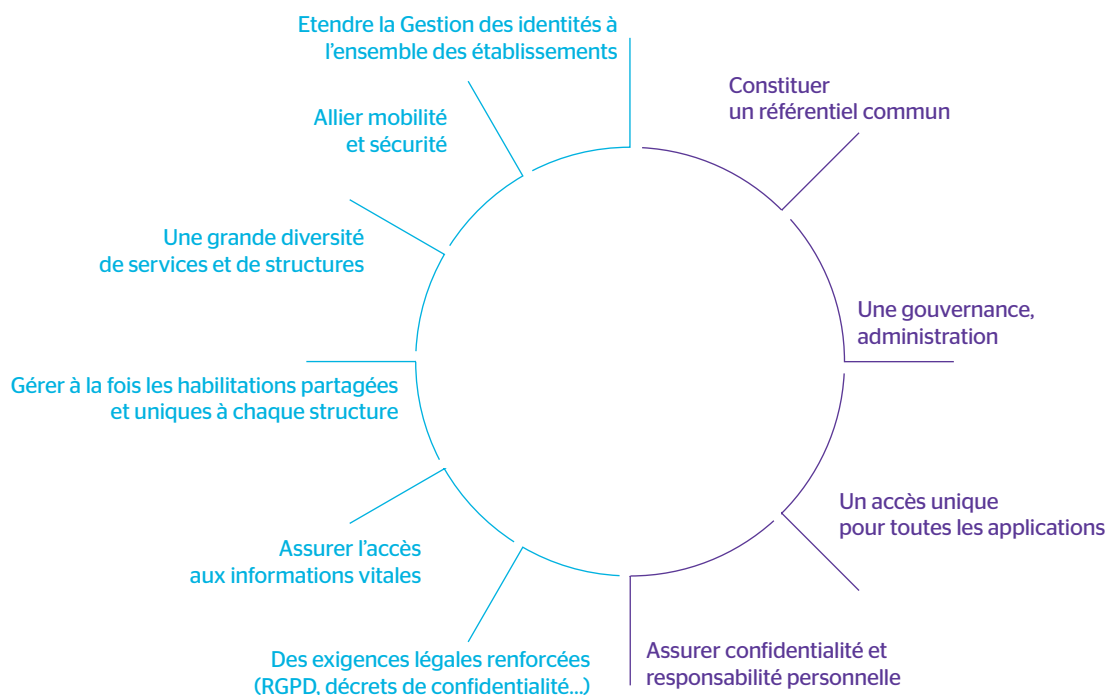 Etendre la Gestion des identités à
l'ensemble des établissements
Allier mobilité
et sécurité
Une grande diversité
de services et de structures
Gérer à la fois les habilitations partagées
et uniques à chaque structure
Assurer l'accès
aux informations vitales
Des exigences légales renforcées
(RGPD, décrets de confidentialité...)
Constituer
un référentiel commun
Une gouvernance,
administration
Un accès unique
pour toutes les applications
Assurer confidentialité et
responsabilité personnelle